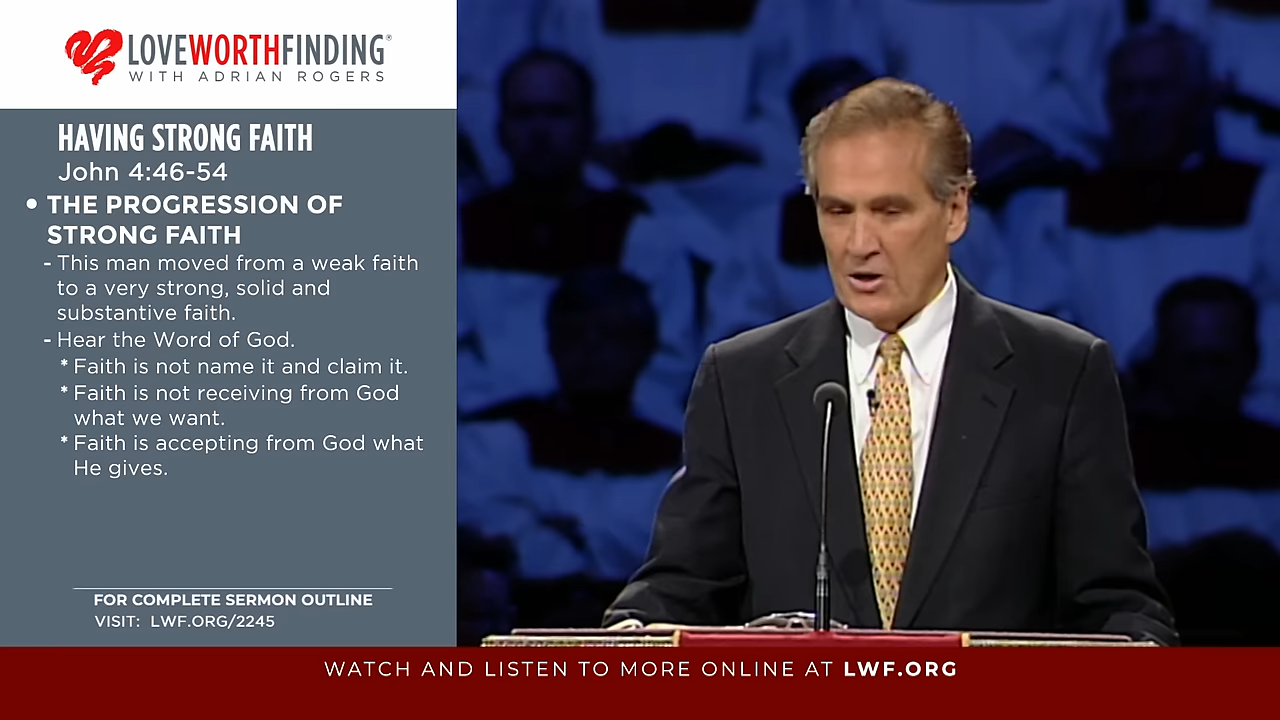 LOVEWORTHFINDING®
WITH ADRIAN ROGERS
HAVING STRONG FAITH
John 4:46-54
• THE PROGRESSION OF
STRONG FAITH
- This man moved from a weak faith
to a very strong, solid and
substantive faith.
- Hear the Word of God.
* Faith is not name it and claim it.
* Faith is not receiving from God
what we want.
* Faith is accepting from God what
He gives.
FOR COMPLETE SERMON OUTLINE
VISIT: LWF.ORG/2245
WATCH AND LISTEN TO MORE ONLINE AT LWF.ORG